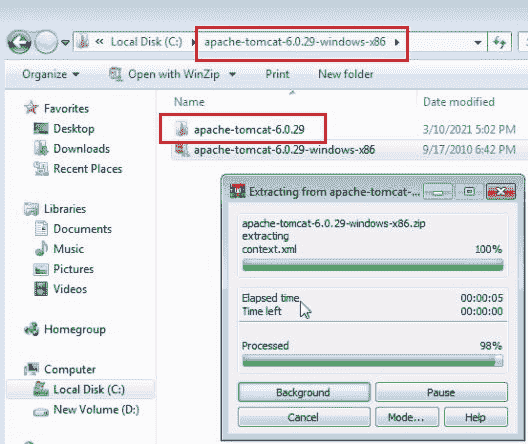 « Local Disk (C:) ▸ apache-tomcat-6.0.29-windows-x86 ▸
Organize ▾ Open with WinZip ▾ Print New folder
Name Date modified
Favorites
Desktop
Downloads
Recent Places
Libraries
Documents
Music
Pictures
Videos
Homegroup
Computer
Local Disk (C:)
New Volume (D:)
apache-tomcat-6.0.29 3/10/2021 5:02 PM
apache-tomcat-6.0.29-windows-x86 9/17/2010 6:42 PM
Extracting from apache-tomcat-...
apache-tomcat-6.0.29-windows-x86.zip
extracting
context.xml 100%
Elapsed time 00:00:05
Time left 00:00:00
Processed 98%
Background Pause
Cancel Mode... Help